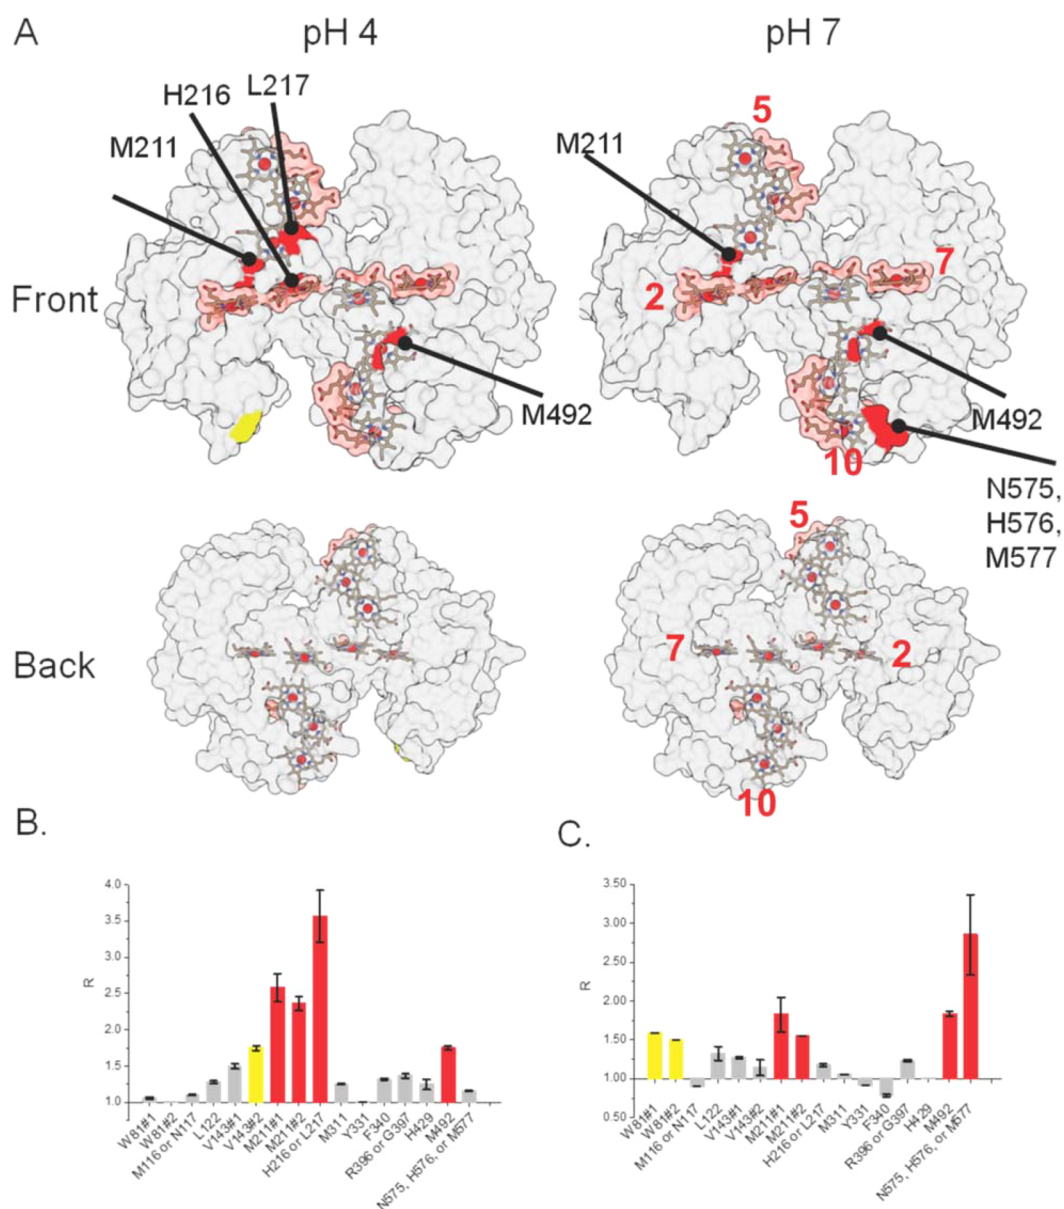 A
pH 4
pH 7
L217
H216
M211
M211
5
Front
2
7
M492
M492
10
N575,
H576,
M577
5
Back
7
2
10
B.
C.
4.0
3.5
3.0
2.5
2.0
1.5
1.0
R
W81#1
W81#2
M116 or N117
L122
V143#1
V143#2
M211#1
M211#2
H216 or L217
M311
Y331
F340
R396 or G397
H429
M492
N575, H576, or M577
3.50
3.00
2.50
2.00
1.50
1.00
0.50
R
W81#1
W81#2
M116 or N117
L122
V143#1
V143#2
M211#1
M211#2
H216 or L217
M311
Y331
F340
R396 or G397
H429
M492
N575, H576, or M577